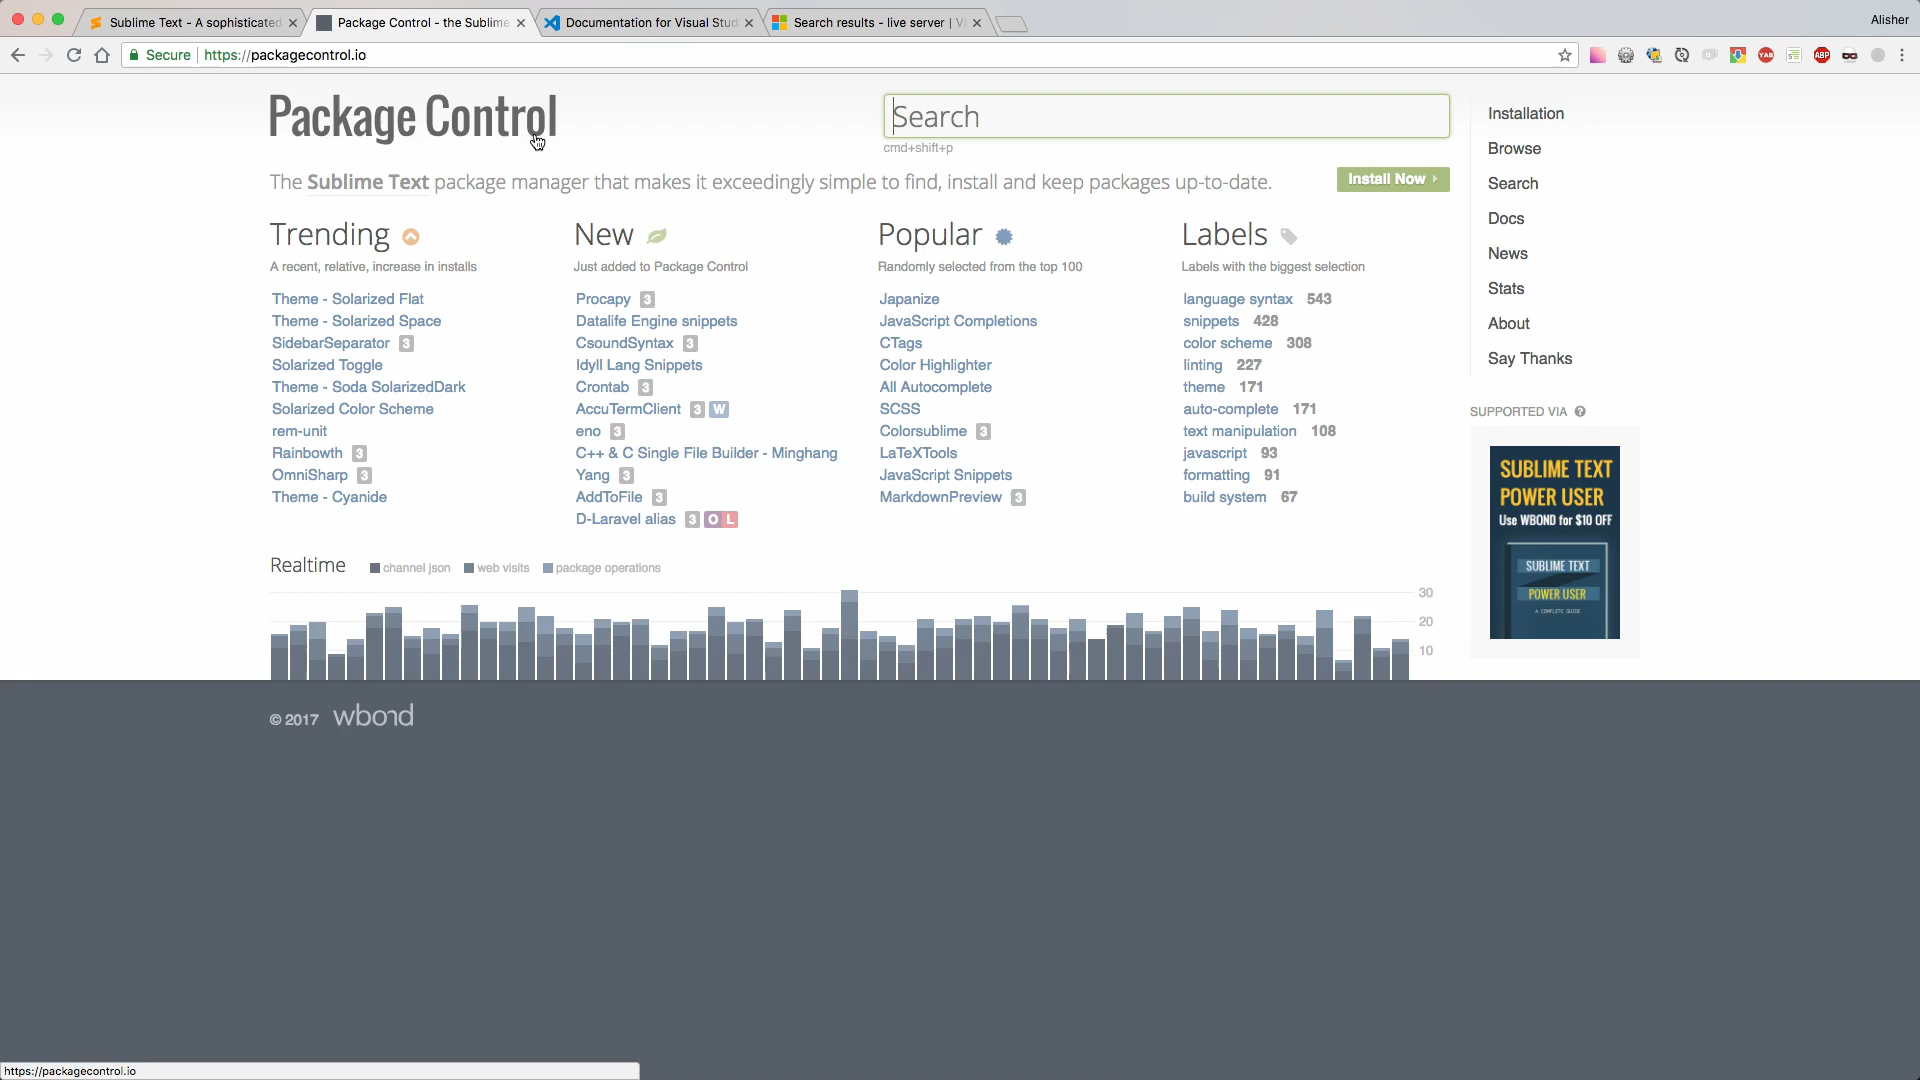 Sublime Text - A sophisticated
Package Control - the Sublime
Documentation for Visual Stud
Search results - live server | Vi
Alisher
Secure https://packagecontrol.io
YAB
ABP
Package Control
Search
cmd+shift+p
The Sublime Text package manager that makes it exceedingly simple to find, install and keep packages up-to-date.
Install Now
Trending
A recent, relative, increase in installs
Theme - Solarized Flat
Theme - Solarized Space
SidebarSeparator 3
Solarized Toggle
Theme - Soda SolarizedDark
Solarized Color Scheme
rem-unit
Rainbowth 3
OmniSharp 3
Theme - Cyanide
New
Just added to Package Control
Procapy 3
Datalife Engine snippets
CsoundSyntax 3
Idyll Lang Snippets
Crontab 3
AccuTermClient 3 W
eno 3
C++ & C Single File Builder - Minghang
Yang 3
AddToFile 3
D-Laravel alias 3 O L
Popular
Randomly selected from the top 100
Japanize
JavaScript Completions
CTags
Color Highlighter
All Autocomplete
SCSS
Colorsublime 3
LaTeXTools
JavaScript Snippets
MarkdownPreview 3
Labels
Labels with the biggest selection
language syntax 543
snippets 428
color scheme 308
linting 227
theme 171
auto-complete 171
text manipulation 108
javascript 93
formatting 91
build system 67
Installation
Browse
Search
Docs
News
Stats
About
Say Thanks
SUPPORTED VIA ?
SUBLIME TEXT
POWER USER
Use WBOND for $10 OFF
SUBLIME TEXT
POWER USER
A COMPLETE GUIDE
Realtime
channel json
web visits
package operations
30
20
10
© 2017 wbond
https://packagecontrol.io